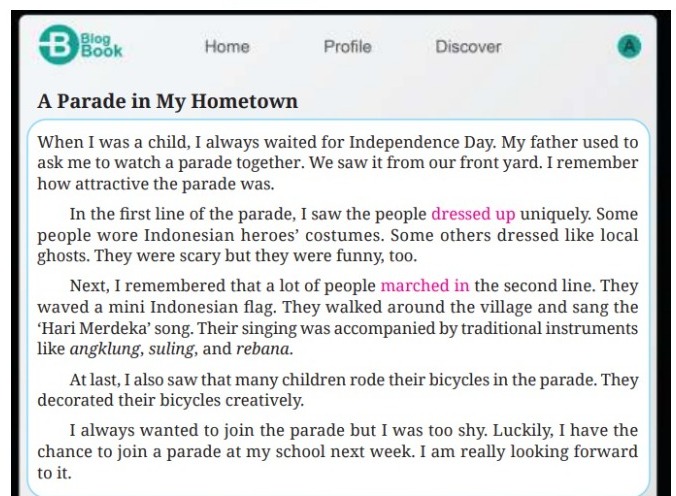 Blog
Book
Home
Profile
Discover
A
A Parade in My Hometown
When I was a child, I always waited for Independence Day. My father used to
ask me to watch a parade together. We saw it from our front yard. I remember
how attractive the parade was.
In the first line of the parade, I saw the people dressed up uniquely. Some
people wore Indonesian heroes’ costumes. Some others dressed like local
ghosts. They were scary but they were funny, too.
Next, I remembered that a lot of people marched in the second line. They
waved a mini Indonesian flag. They walked around the village and sang the
‘Hari Merdeka’ song. Their singing was accompanied by traditional instruments
like angklung, suling, and rebana.
At last, I also saw that many children rode their bicycles in the parade. They
decorated their bicycles creatively.
I always wanted to join the parade but I was too shy. Luckily, I have the
chance to join a parade at my school next week. I am really looking forward
to it.